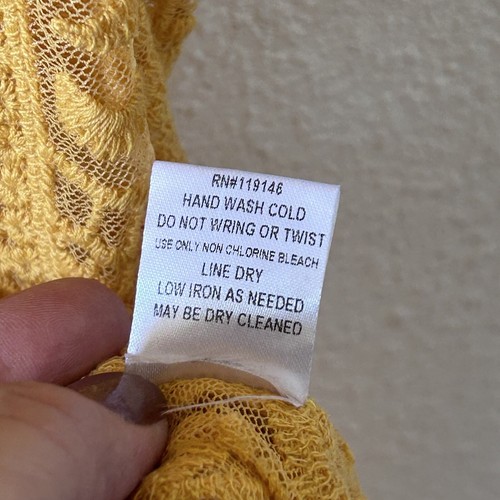 RN#119146
HAND WASH COLD
DO NOT WRING OR TWIST
USE ONLY NON CHLORINE BLEACH
LINE DRY
LOW IRON AS NEEDED
MAY BE DRY CLEANED